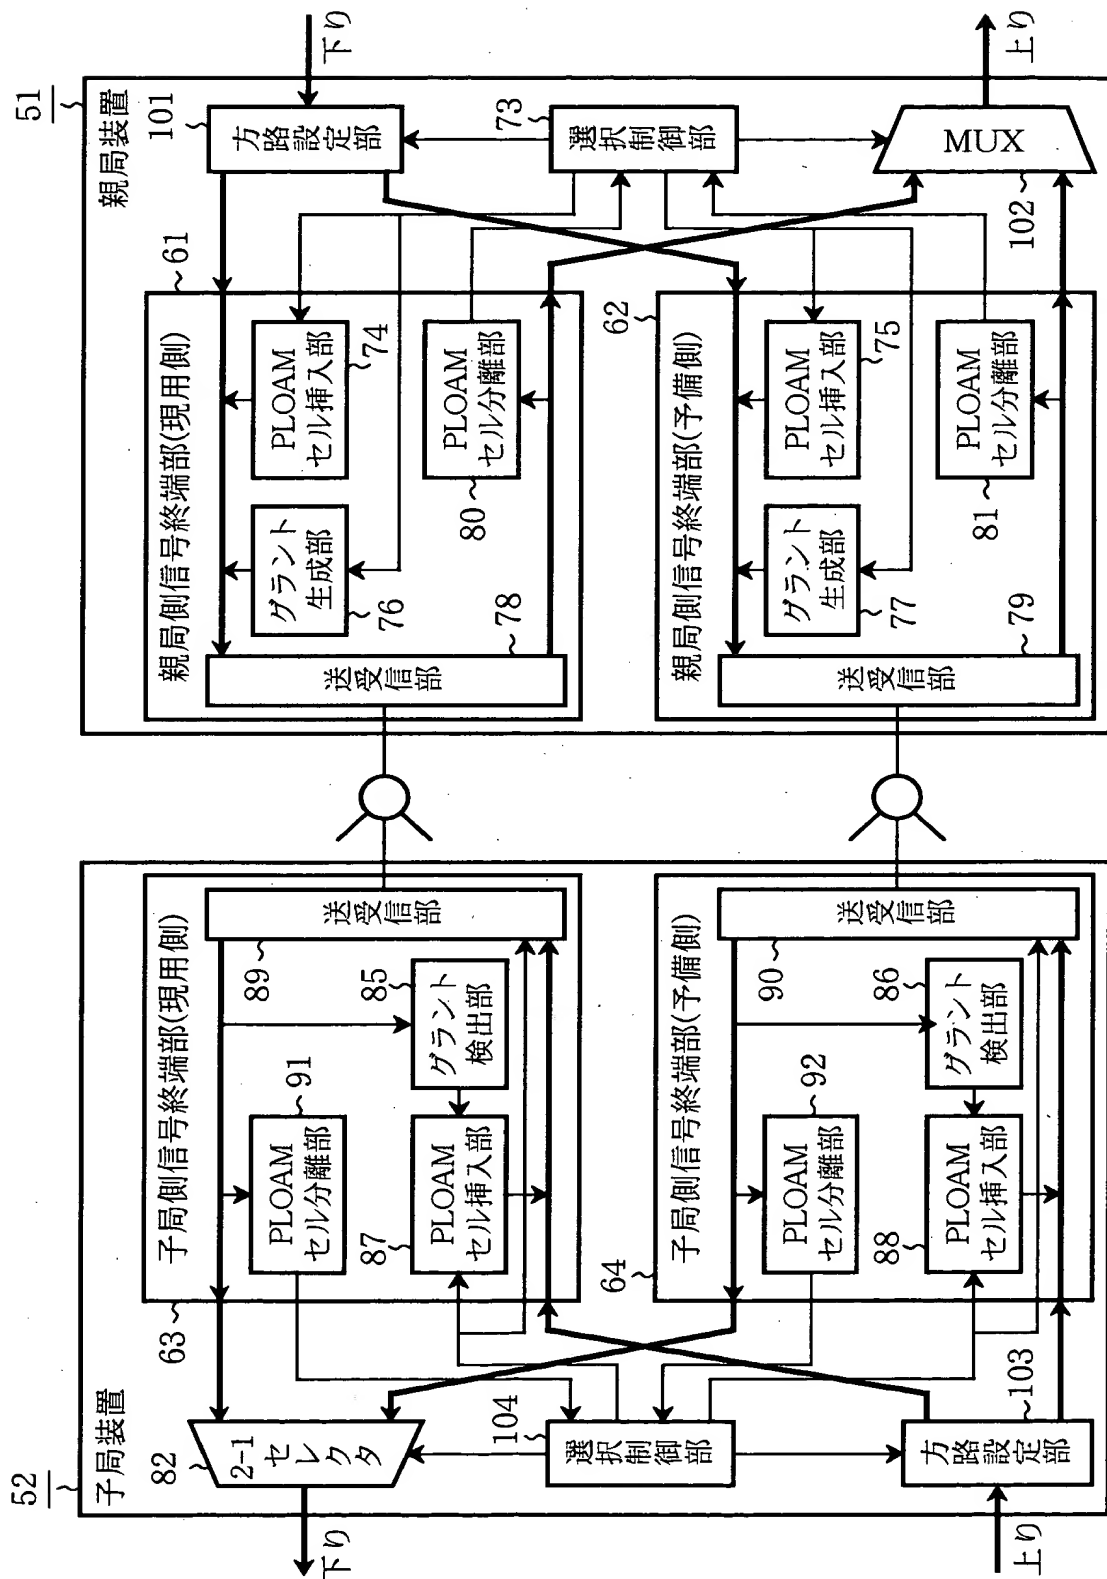 52
子局装置
下り
82
2-1
セレクタ
104
選択制御部
方路設定部
103
上り
63
子局側信号終端部(現用側)
PLOAM
セル分離部
91
87
PLOAM
セル挿入部
グラント
検出部
85
89
送受信部
64
子局側信号終端部(予備側)
PLOAM
セル分離部
92
88
PLOAM
セル挿入部
グラント
検出部
86
90
送受信部
51
親局装置
61
親局側信号終端部(現用側)
送受信部
78
グラント
生成部
76
PLOAM
セル挿入部
74
PLOAM
セル分離部
80
62
親局側信号終端部(予備側)
送受信部
79
グラント
生成部
77
PLOAM
セル挿入部
75
PLOAM
セル分離部
81
101
方路設定部
下り
73
選択制御部
MUX
102
上り